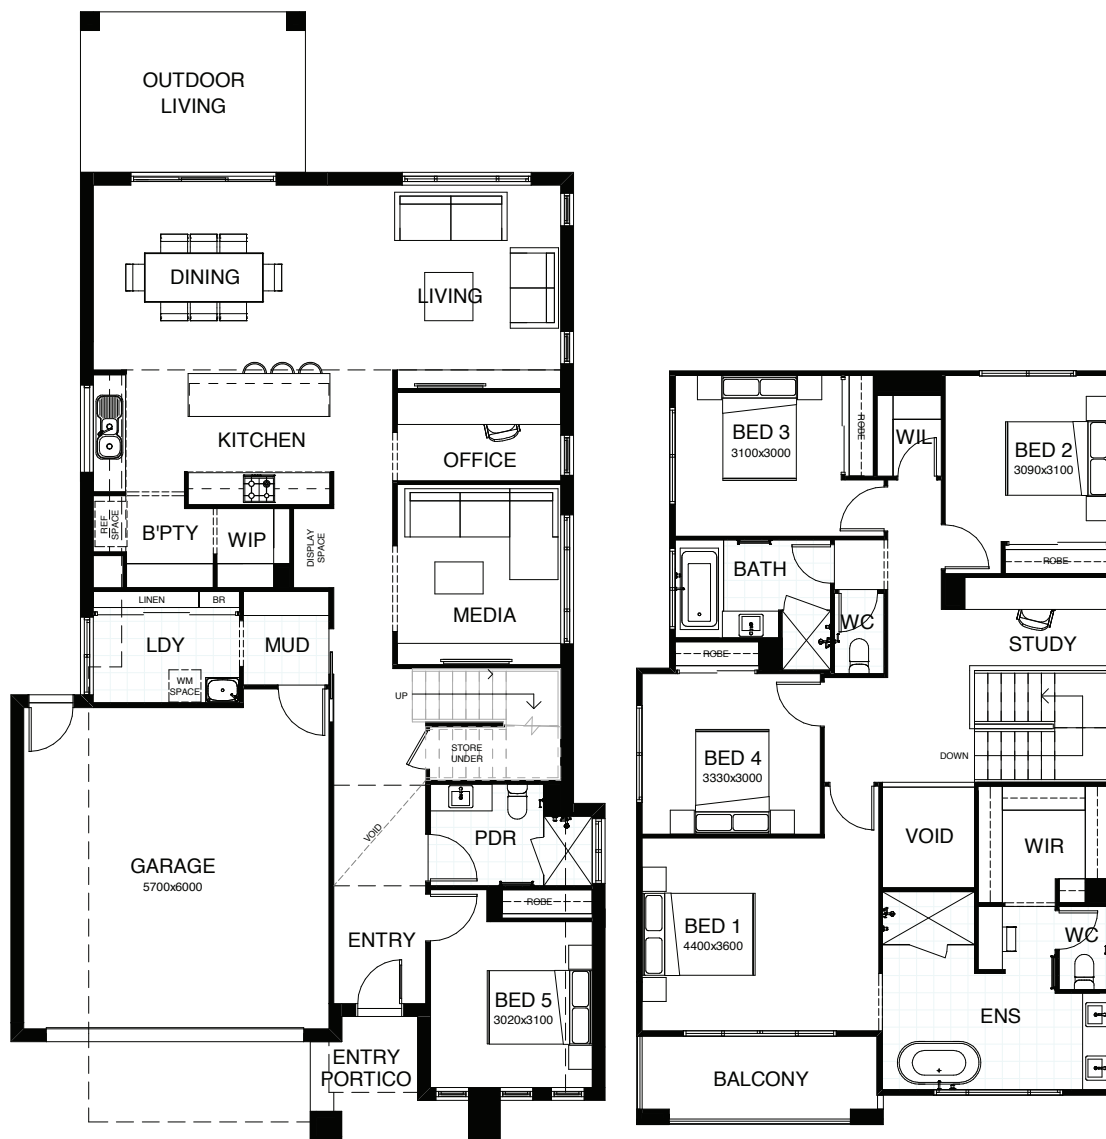 OUTDOOR
LIVING
DINING
LIVING
KITCHEN
OFFICE
REF
SPACE
B'PTY
WIP
DISPLAY
SPACE
MEDIA
LINEN
BR
LDY
MUD
WM
SPACE
UP
STORE
UNDER
VOID
PDR
GARAGE
5700x6000
ROBE
ENTRY
BED 5
3020x3100
ENTRY
PORTICO
BED 3
3100x3000
ROBE
WIL
BED 2
3090x3100
ROBE
BATH
WC
STUDY
ROBE
BED 4
3330x3000
DOWN
VOID
WIR
BED 1
4400x3600
WC
ENS
BALCONY